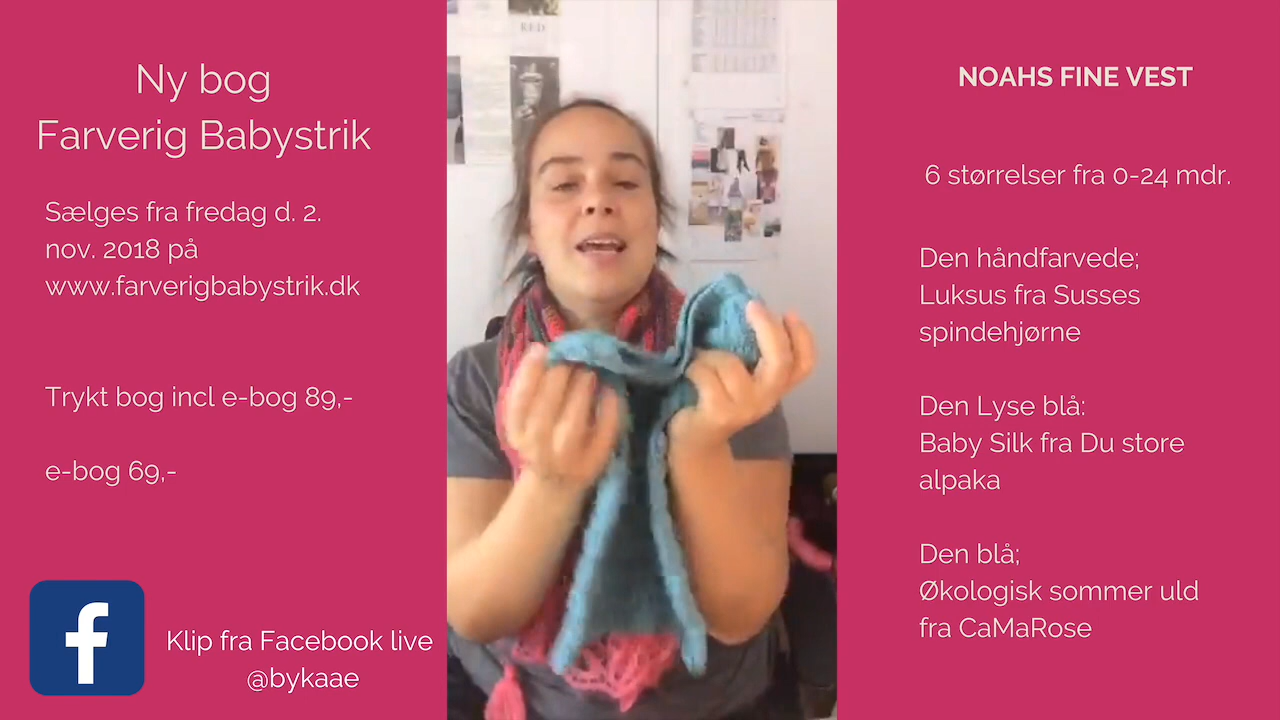 Ny bog
Farverig Babystrik
Sælges fra fredag d. 2.
nov. 2018 på
www.farverigbabystrik.dk
Trykt bog incl e-bog 89,-
e-bog 69,-
f
Klip fra Facebook live
@bykaae
RED
NOAHS FINE VEST
6 størrelser fra 0-24 mdr.
Den håndfarvede;
Luksus fra Susses
spindehjørne
Den Lyse blå:
Baby Silk fra Du store
alpaka
Den blå;
Økologisk sommer uld
fra CaMaRose